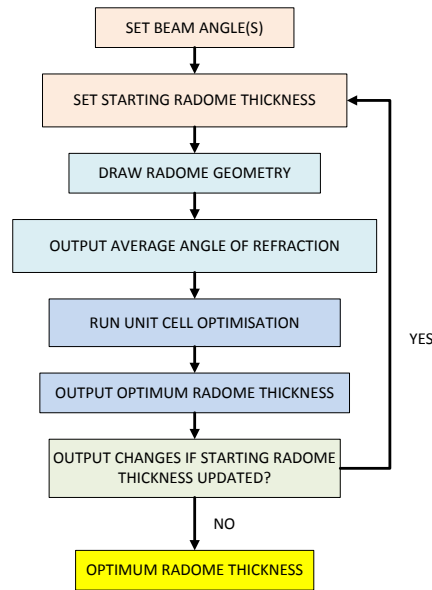 SET BEAM ANGLE(S)
SET STARTING RADOME THICKNESS
DRAW RADOME GEOMETRY
OUTPUT AVERAGE ANGLE OF REFRACTION
RUN UNIT CELL OPTIMISATION
YES
OUTPUT OPTIMUM RADOME THICKNESS
OUTPUT CHANGES IF STARTING RADOME
THICKNESS UPDATED?
NO
OPTIMUM RADOME THICKNESS